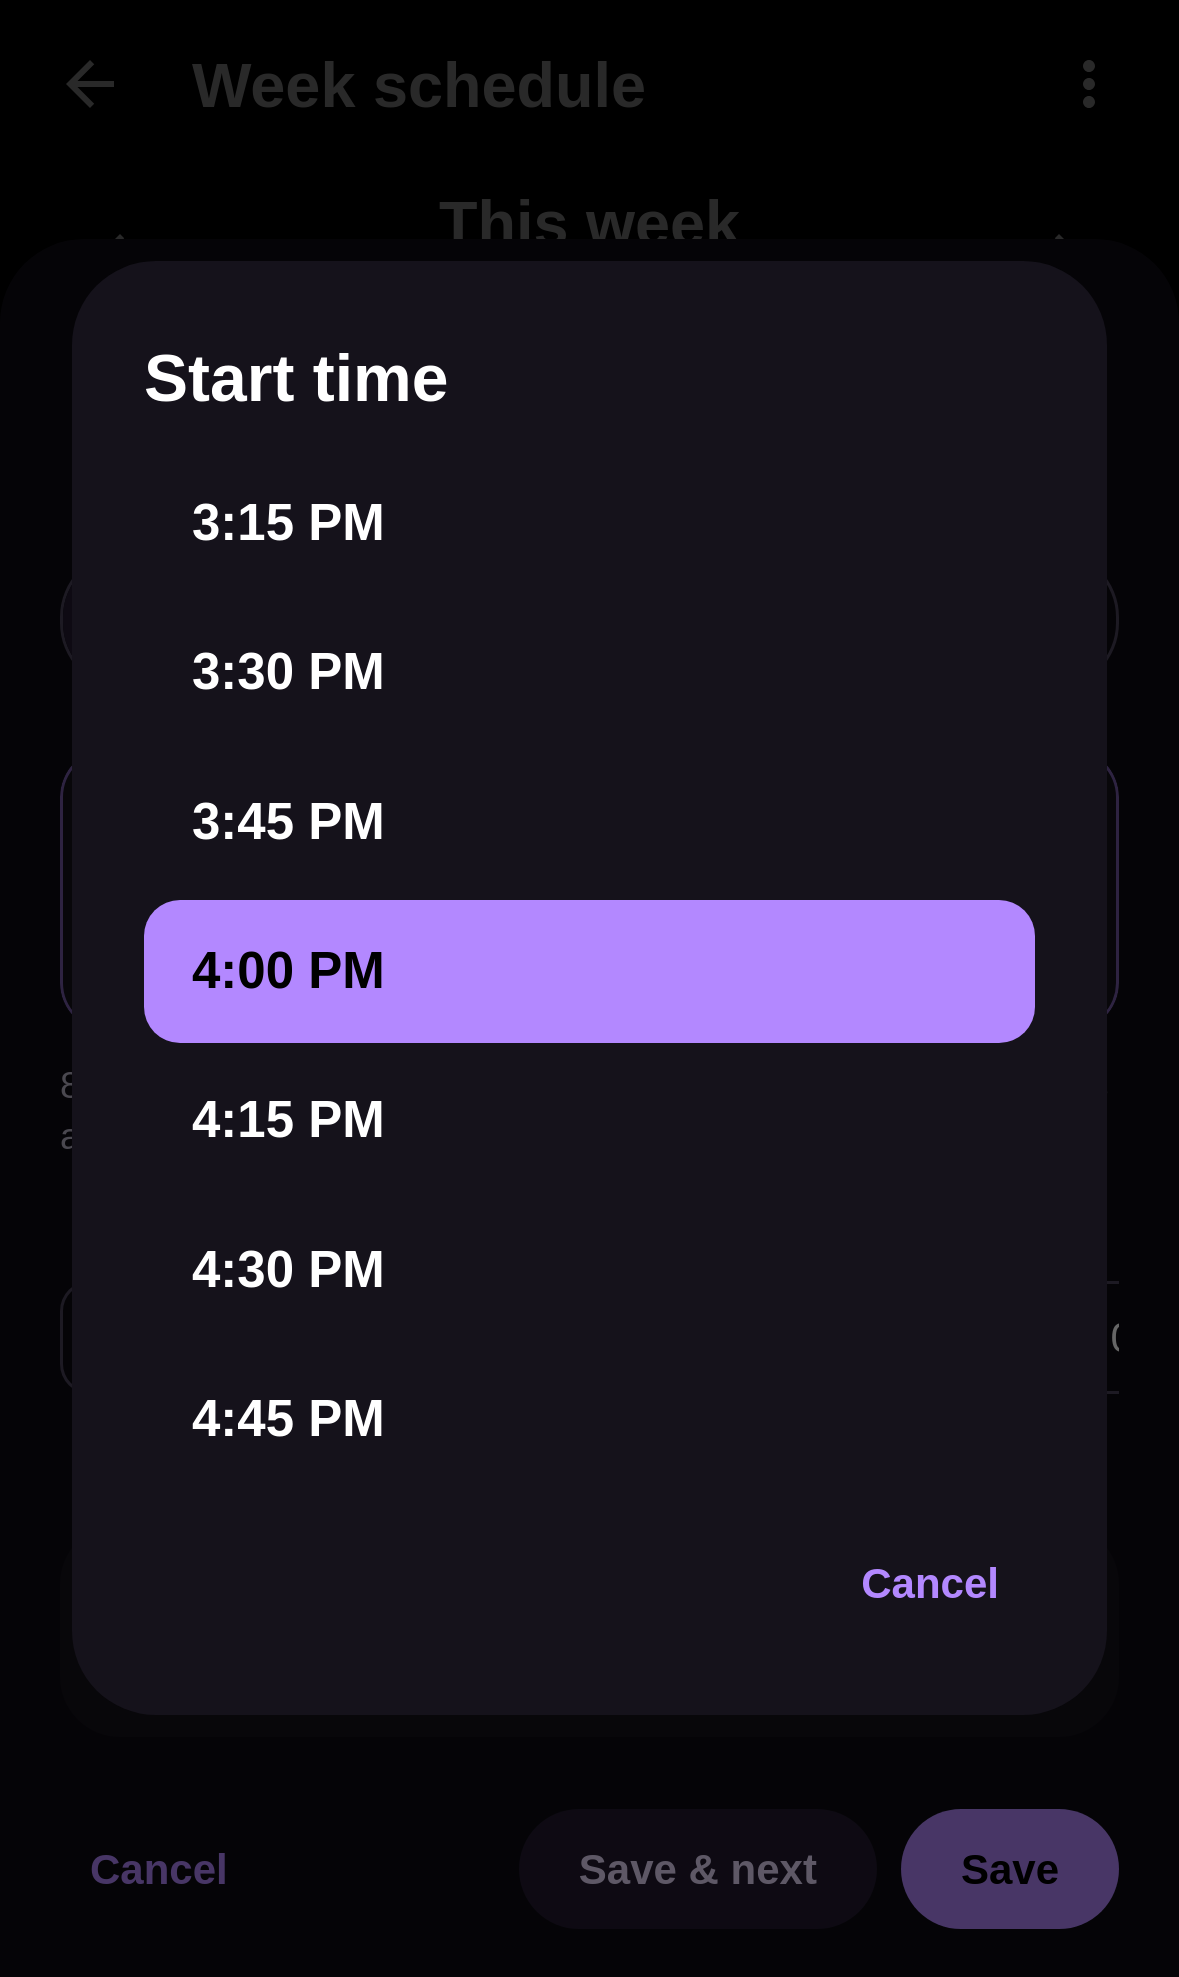 Week schedule
This week
Start time
3:15 PM
3:30 PM
3:45 PM
4:00 PM
4:15 PM
4:30 PM
4:45 PM
Cancel
Cancel
Save & next
Save